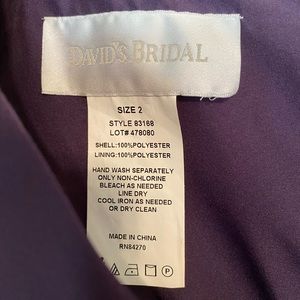 DAVID'S BRIDAL
SIZE 2
STYLE 83168
LOT# 478080
SHELL:100%POLYESTER
LINING:100%POLYESTER
HAND WASH SEPARATELY
ONLY NON-CHLORINE
BLEACH AS NEEDED
LINE DRY
COOL IRON AS NEEDED
OR DRY CLEAN
MADE IN CHINA
RN84270
P